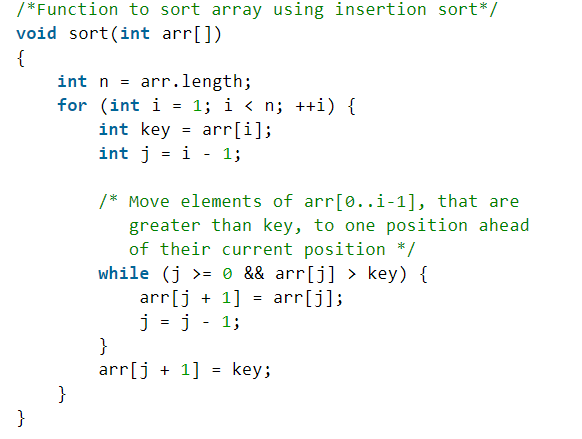 /*Function to sort array using insertion sort*/
void sort(int arr[])
{
    int n = arr.length;
    for (int i = 1; i < n; ++i) {
        int key = arr[i];
        int j = i - 1;

        /* Move elements of arr[0..i-1], that are
           greater than key, to one position ahead
           of their current position */
        while (j >= 0 && arr[j] > key) {
            arr[j + 1] = arr[j];
            j = j - 1;
        }
        arr[j + 1] = key;
    }
}